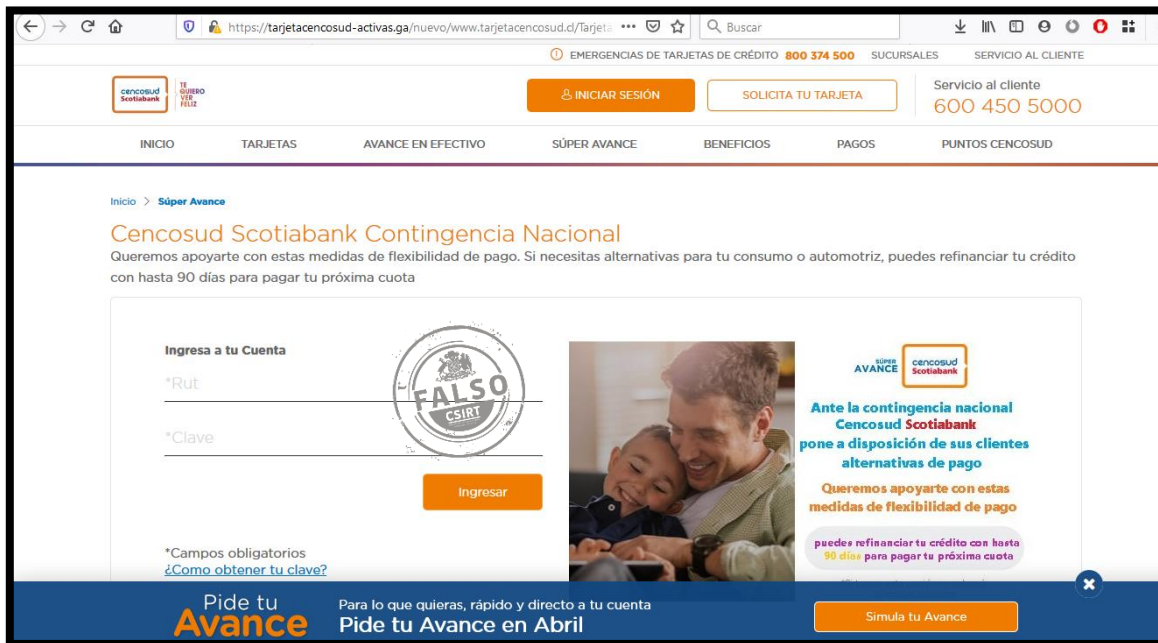 https://tarjetacencosud-activas.ga/nuevo/www.tarjetacencosud.cl/Tarjeta
Buscar
EMERGENCIAS DE TARJETAS DE CRÉDITO 800 374 500 SUCURSALES SERVICIO AL CLIENTE
cencosud
Scotiabank
TE
QUIERO
VER
FELIZ
INICIAR SESIÓN
SOLICITA TU TARJETA
Servicio al cliente
600 450 5000
INICIO TARJETAS AVANCE EN EFECTIVO SÚPER AVANCE BENEFICIOS PAGOS PUNTOS CENCOSUD
Inicio > Súper Avance
Cencosud Scotiabank Contingencia Nacional
Queremos apoyarte con estas medidas de flexibilidad de pago. Si necesitas alternativas para tu consumo o automotriz, puedes refinanciar tu crédito
con hasta 90 días para pagar tu próxima cuota
Ingresa a tu Cuenta
*Rut
*Clave
FALSO
CSIRT
Ingresar
*Campos obligatorios
¿Como obtener tu clave?
SÚPER
AVANCE
cencosud
Scotiabank
Ante la contingencia nacional
Cencosud Scotiabank
pone a disposición de sus clientes
alternativas de pago
Queremos apoyarte con estas
medidas de flexibilidad de pago
puedes refinanciar tu crédito con hasta
90 días para pagar tu próxima cuota
Pide tu
Avance
Para lo que quieras, rápido y directo a tu cuenta
Pide tu Avance en Abril
Simula tu Avance